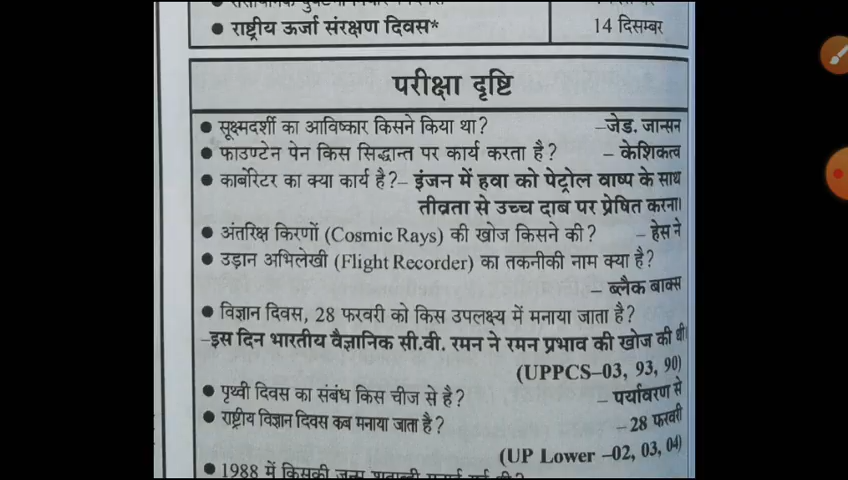 • राष्ट्रीय ऊर्जा संरक्षण दिवस* 14 दिसम्बर
परीक्षा दृष्टि
• सूक्ष्मदर्शी का आविष्कार किसने किया था? –जेड. जान्सन
• फाउण्टेन पेन किस सिद्धान्त पर कार्य करता है? – केशिकत्व
• कार्बोरेटर का क्या कार्य है?– इंजन में हवा को पेट्रोल वाष्प के साथ
तीव्रता से उच्च दाब पर प्रेषित करना।
• अंतरिक्ष किरणों (Cosmic Rays) की खोज किसने की? – हेस ने
• उड़ान अभिलेखी (Flight Recorder) का तकनीकी नाम क्या है?
– ब्लैक बाक्स
• विज्ञान दिवस, 28 फरवरी को किस उपलक्ष्य में मनाया जाता है?
–इस दिन भारतीय वैज्ञानिक सी.वी. रमन ने रमन प्रभाव की खोज की थी।
(UPPCS–03, 93, 90)
• पृथ्वी दिवस का संबंध किस चीज से है? – पर्यावरण से
• राष्ट्रीय विज्ञान दिवस कब मनाया जाता है? –28 फरवरी
(UP Lower –02, 03, 04)
• 1988 में किसकी जन्म